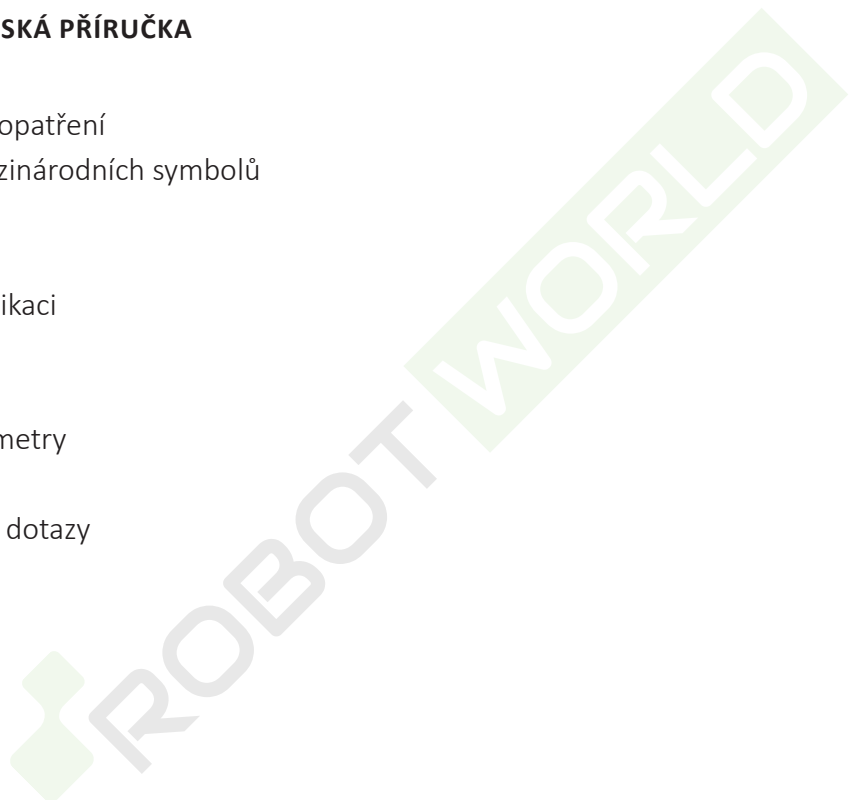 SKÁ PŘÍRUČKA
opatření
zinárodních symbolů
ikaci
metry
dotazy
ROBOT WORLD